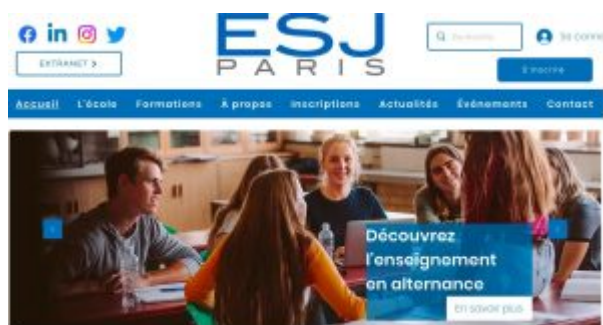 ESJ
PARIS
EXTRANET >
S'inscrire
Accueil L'école Formations À propos Inscriptions Actualités Événements Contact
Découvrez
l'enseignement
en alternance
En savoir plus